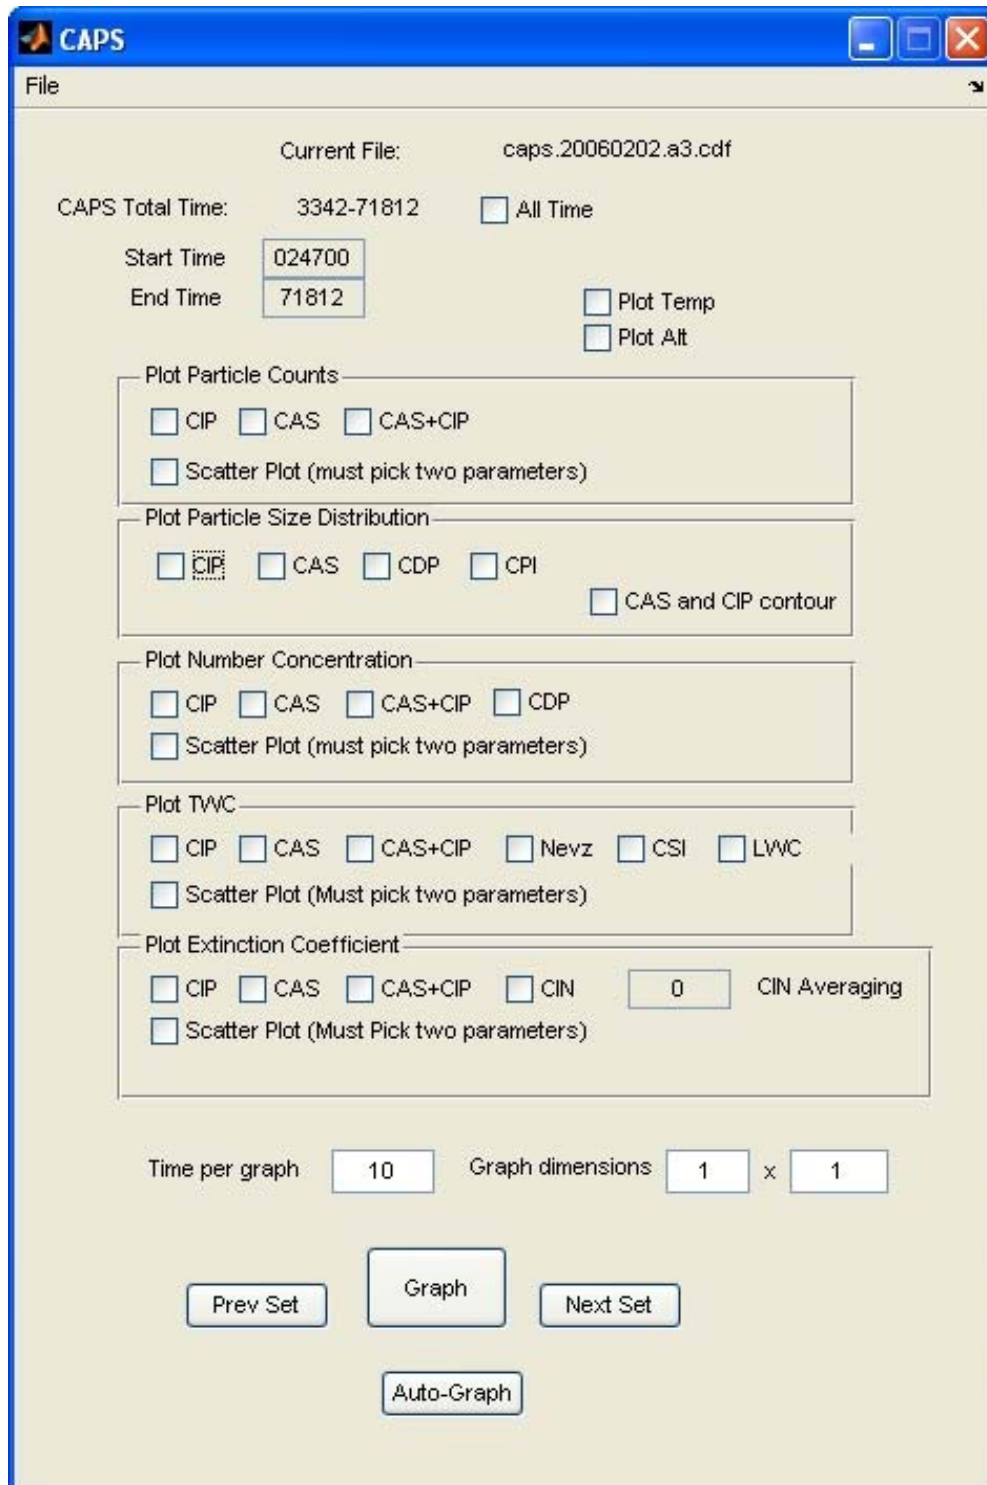 CAPS
File
Current File: caps.20060202.a3.cdf
CAPS Total Time: 3342-71812 All Time
Start Time 024700
End Time 71812 Plot Temp
Plot Alt
Plot Particle Counts
CIP CAS CAS+CIP
Scatter Plot (must pick two parameters)
Plot Particle Size Distribution
CIP CAS CDP CPI
CAS and CIP contour
Plot Number Concentration
CIP CAS CAS+CIP CDP
Scatter Plot (must pick two parameters)
Plot TWC
CIP CAS CAS+CIP Nevz CSI LWC
Scatter Plot (Must pick two parameters)
Plot Extinction Coefficient
CIP CAS CAS+CIP CIN 0 CIN Averaging
Scatter Plot (Must Pick two parameters)
Time per graph 10 Graph dimensions 1 x 1
Prev Set Graph Next Set
Auto-Graph